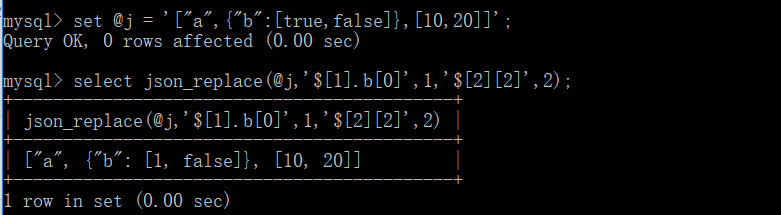 mysql> set @j = '["a",{"b":[true,false]},[10,20]]';
Query OK, 0 rows affected (0.00 sec)
mysql> select json_replace(@j,'$[1].b[0]',1,'$[2][2]',2);
+--------------------------------------------+
| json_replace(@j,'$[1].b[0]',1,'$[2][2]',2) |
+--------------------------------------------+
| ["a", {"b": [1, false]}, [10, 20]]         |
+--------------------------------------------+
1 row in set (0.00 sec)